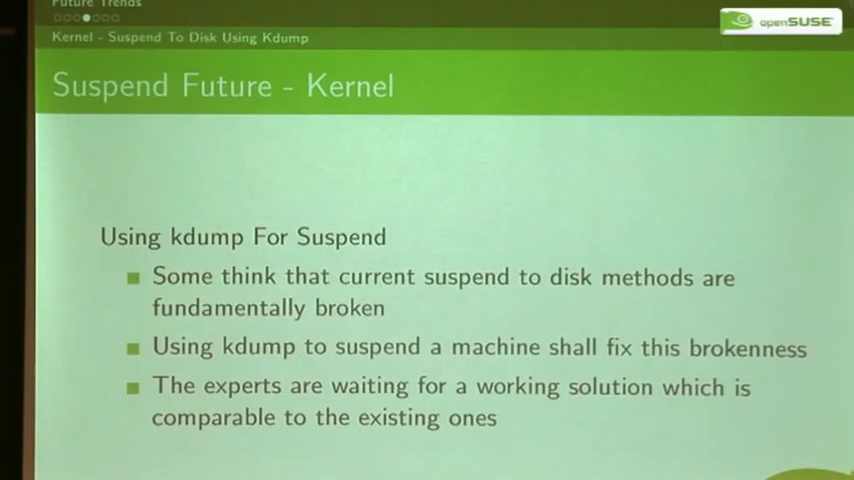 Future Trends
Kernel - Suspend To Disk Using Kdump
openSUSE
Suspend Future - Kernel
Using kdump For Suspend
Some think that current suspend to disk methods are
fundamentally broken
Using kdump to suspend a machine shall fix this brokenness
The experts are waiting for a working solution which is
comparable to the existing ones